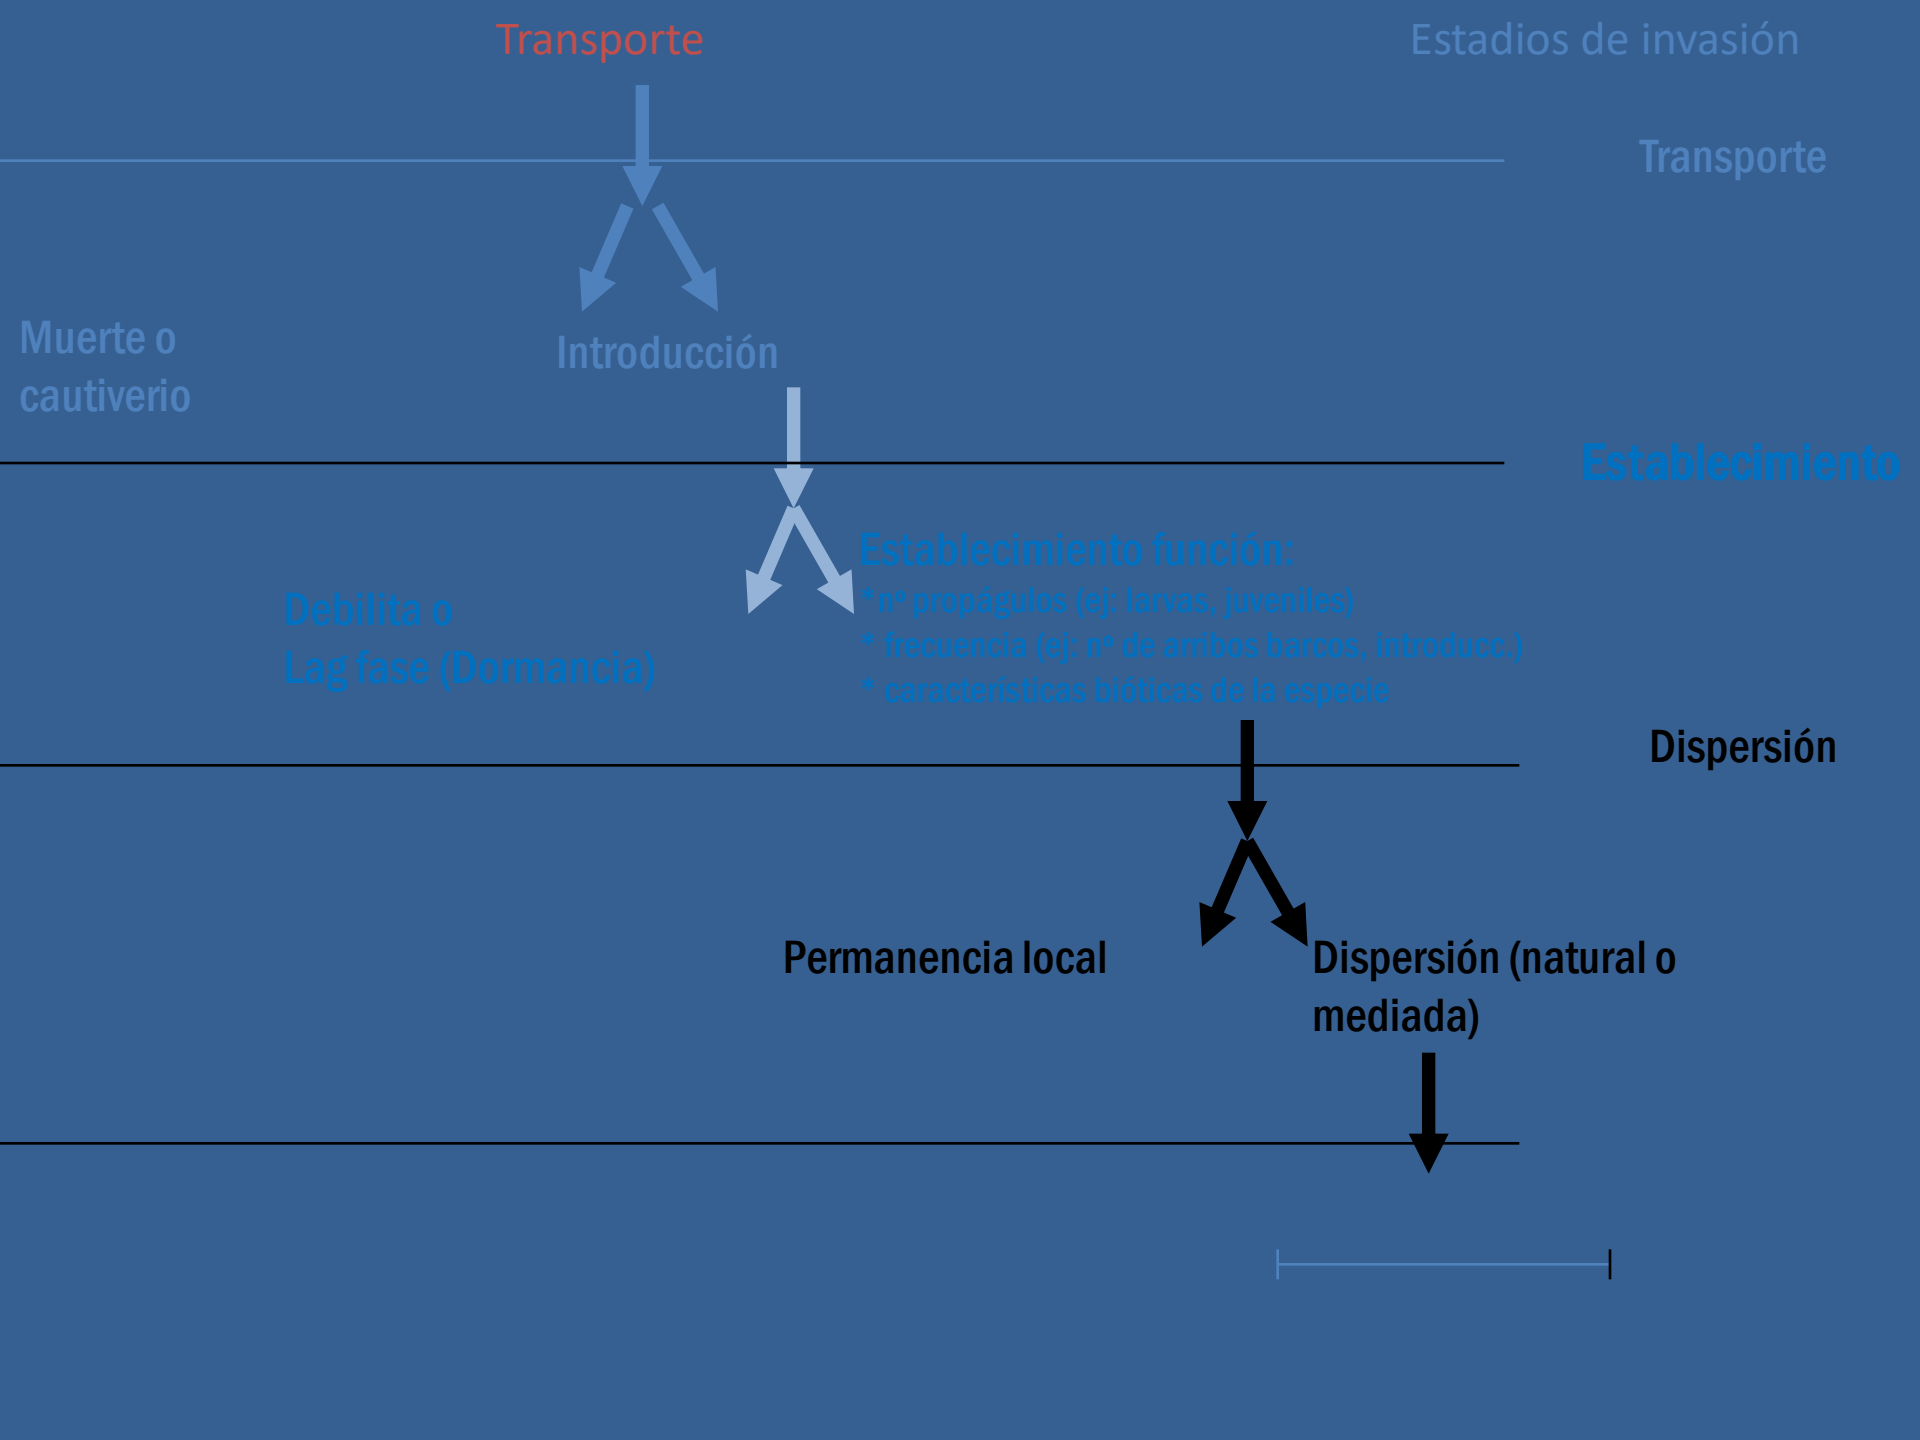 Transporte
Estadios de invasión
Transporte
Muerte o
cautiverio
Introducción
Establecimiento
Establecimiento función:
*nº propágulos (ej: larvas, juveniles)
* frecuencia (ej: nº de arribos barcos, introducc.)
* características bióticas de la especie
Debilita o
Lag fase (Dormancia)
Dispersión
Permanencia local
Dispersión (natural o
mediada)